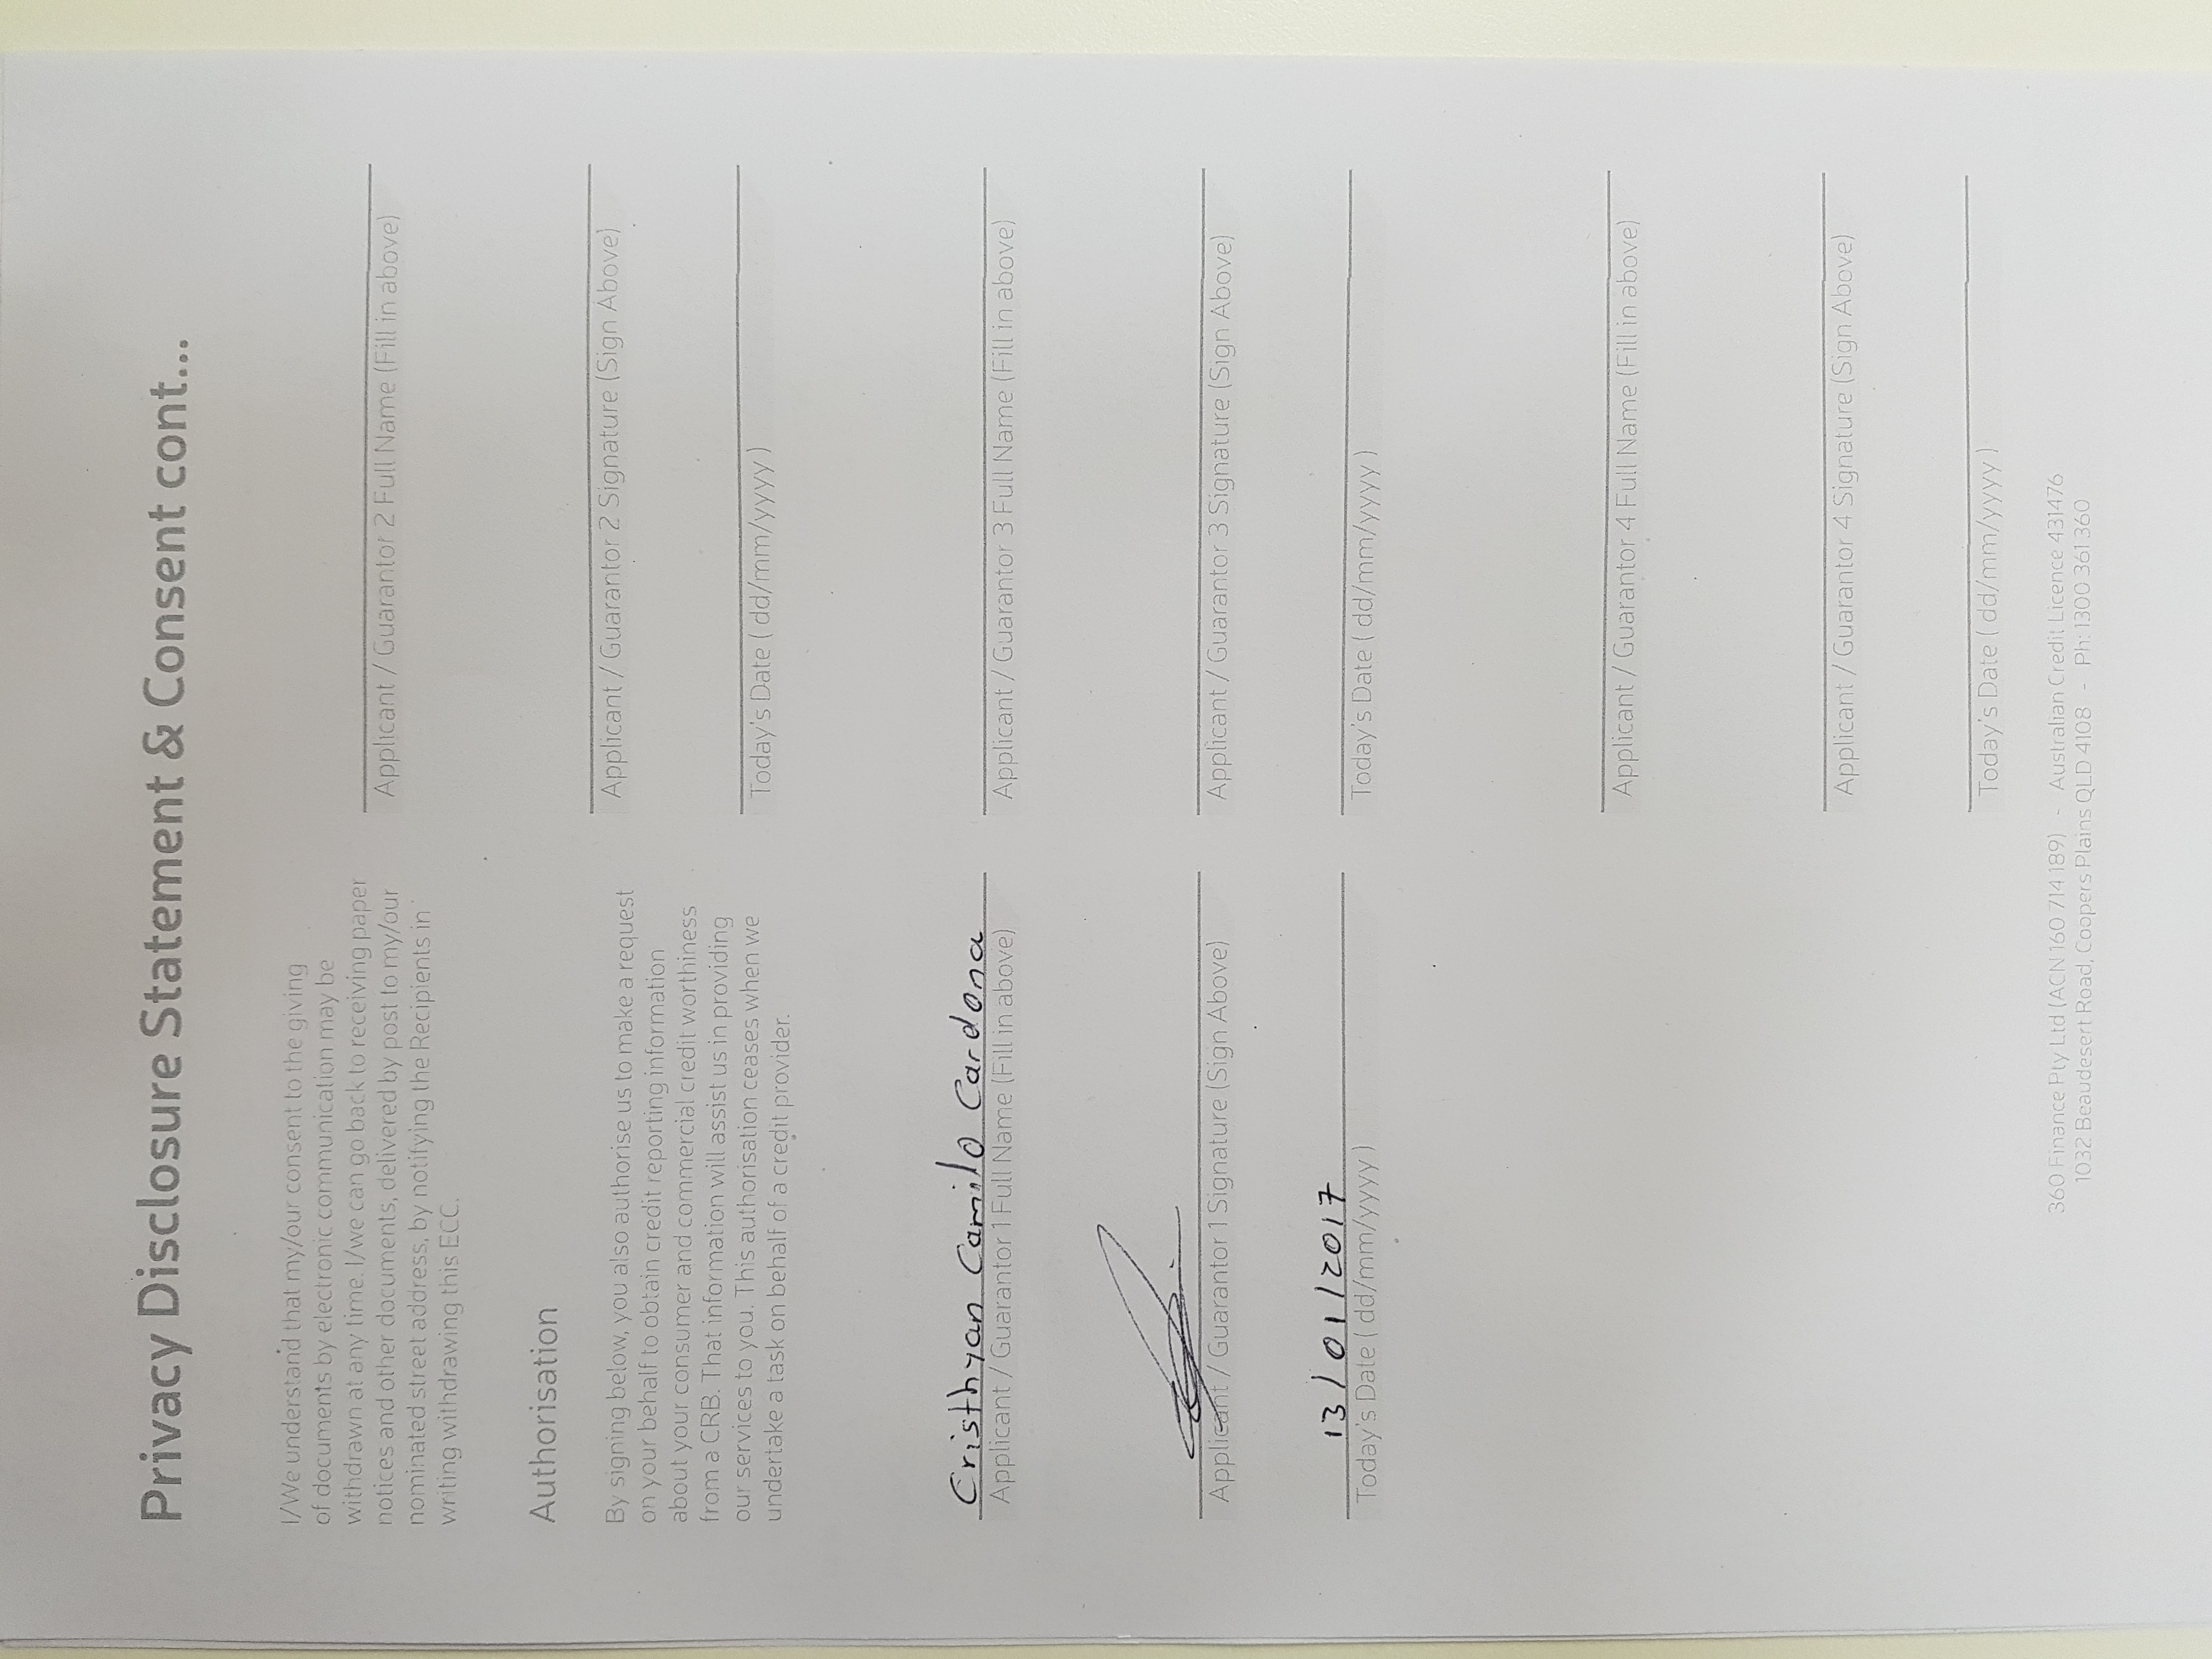 Privacy Disclosure Statement & Consent cont...
I/We understand that my/our consent to the giving
of documents by electronic communication may be
withdrawn at any time. I/we can go back to receiving paper
notices and other documents, delivered by post to my/our
nominated street address, by notifying the Recipients in
writing withdrawing this ECC.
Authorisation
By signing below, you also authorise us to make a request
on your behalf to obtain credit reporting information
about your consumer and commercial credit worthiness
from a CRB. That information will assist us in providing
our services to you. This authorisation ceases when we
undertake a task on behalf of a credit provider.
Cristhyan Camilo Cardona
Applicant / Guarantor 1 Full Name (Fill in above)
Applicant / Guarantor 1 Signature (Sign Above)
13/01/2017
Today's Date ( dd/mm/yyyy )
Applicant / Guarantor 2 Full Name (Fill in above)
Applicant / Guarantor 2 Signature (Sign Above)
Today's Date ( dd/mm/yyyy )
Applicant / Guarantor 3 Full Name (Fill in above)
Applicant / Guarantor 3 Signature (Sign Above)
Today's Date ( dd/mm/yyyy )
Applicant / Guarantor 4 Full Name (Fill in above)
Applicant / Guarantor 4 Signature (Sign Above)
Today's Date ( dd/mm/yyyy )
360 Finance Pty Ltd (ACN 160 714 189) - Australian Credit Licence 431476
1032 Beaudesert Road, Coopers Plains QLD 4108 - Ph: 1300 361 360